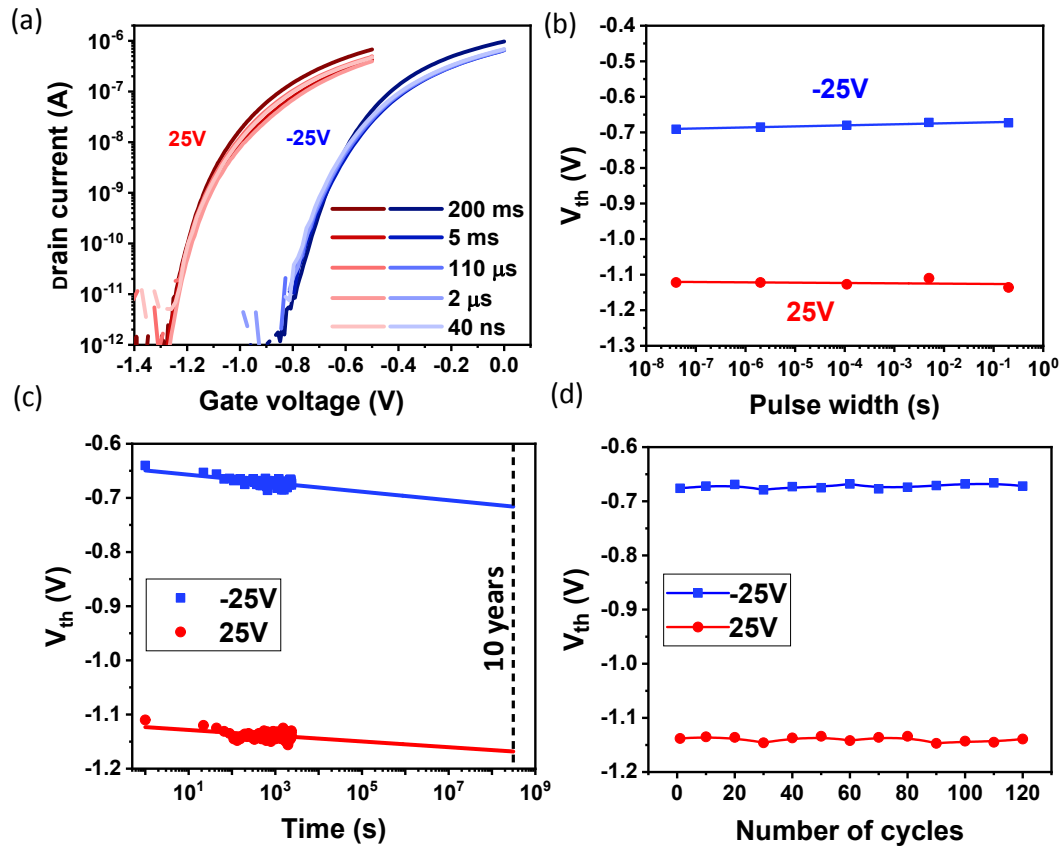 (a)
Drain current (A)
10⁻⁶
10⁻⁷
10⁻⁸
10⁻⁹
10⁻¹⁰
10⁻¹¹
10⁻¹²
25V
-25V
200 ms
5 ms
110 μs
2 μs
40 ns
-1.4 -1.2 -1.0 -0.8 -0.6 -0.4 -0.2 0.0
Gate voltage (V)
(b)
Vth (V)
-0.4
-0.5
-0.6
-0.7
-0.8
-0.9
-1.0
-1.1
-1.2
-1.3
-25V
25V
10⁻⁸ 10⁻⁷ 10⁻⁶ 10⁻⁵ 10⁻⁴ 10⁻³ 10⁻² 10⁻¹ 10⁰
Pulse width (s)
(c)
Vth (V)
-0.6
-0.7
-0.8
-0.9
-1.0
-1.1
-1.2
-25V
25V
10 years
10¹ 10³ 10⁵ 10⁷ 10⁹
Time (s)
(d)
Vth (V)
-0.6
-0.7
-0.8
-0.9
-1.0
-1.1
-1.2
-25V
25V
0 20 40 60 80 100 120
Number of cycles